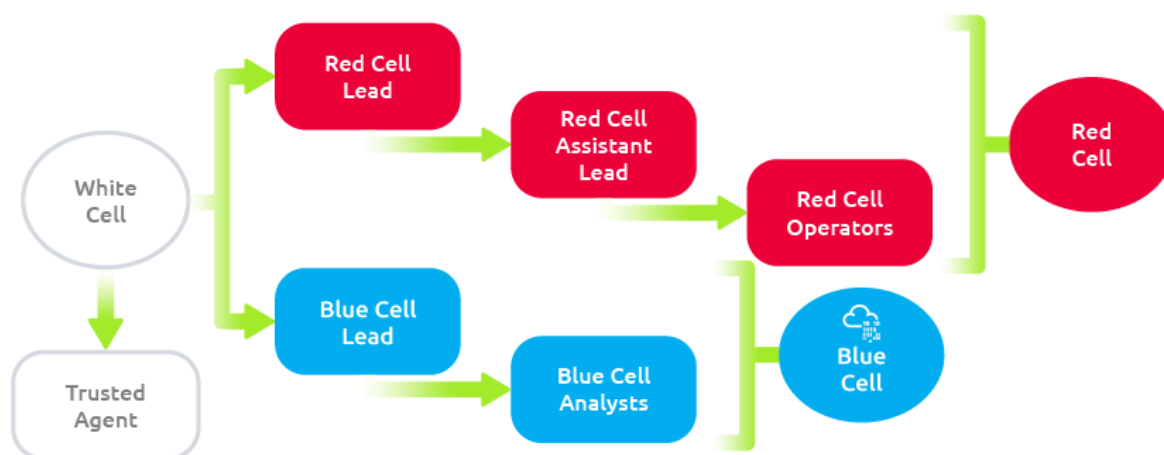 Red Cell
Lead
Red Cell
Assistant
Lead
Red
Cell
White
Cell
Red Cell
Operators
Blue Cell
Lead
Blue
Cell
Trusted
Agent
Blue Cell
Analysts